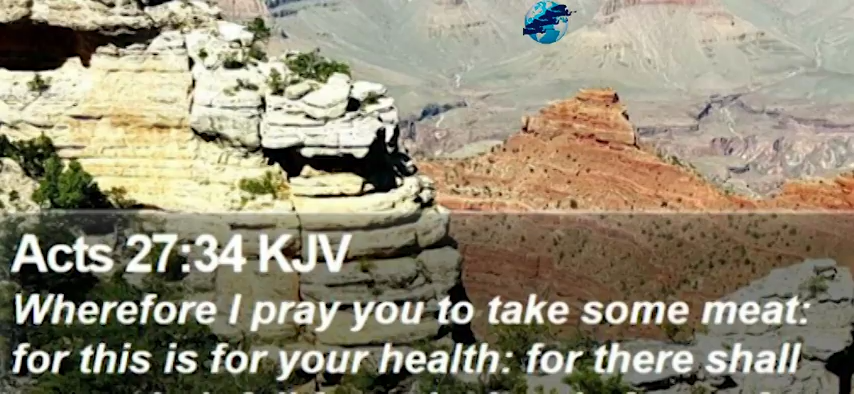 Acts 27:34 KJV
Wherefore I pray you to take some meat:
for this is for your health: for there shall